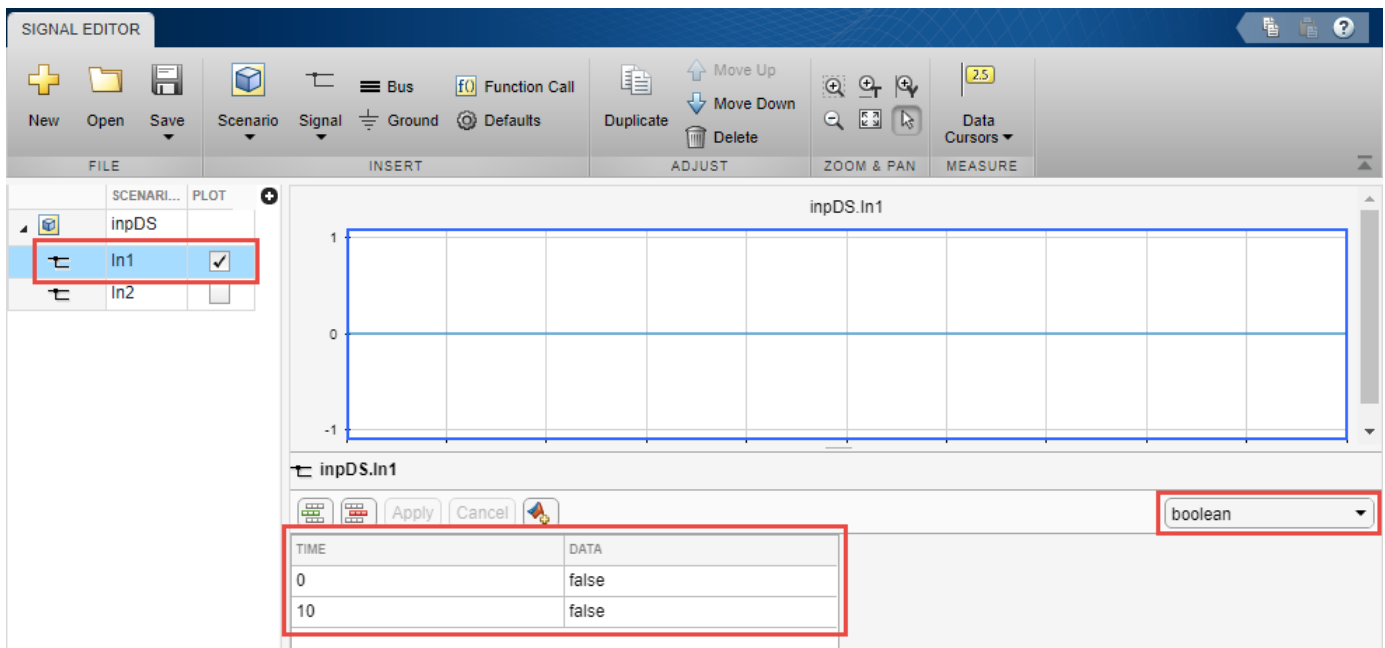 SIGNAL EDITOR
?
New Open Save
Scenario Signal Bus Ground
f() Function Call
Defaults
Duplicate
Move Up
Move Down
Delete
2.5
Data
Cursors
FILE INSERT ADJUST ZOOM & PAN MEASURE
SCENARI... PLOT
inpDS
In1
In2
inpDS.In1
1
0
-1
inpDS.In1
Apply Cancel
boolean
TIME DATA
0 false
10 false